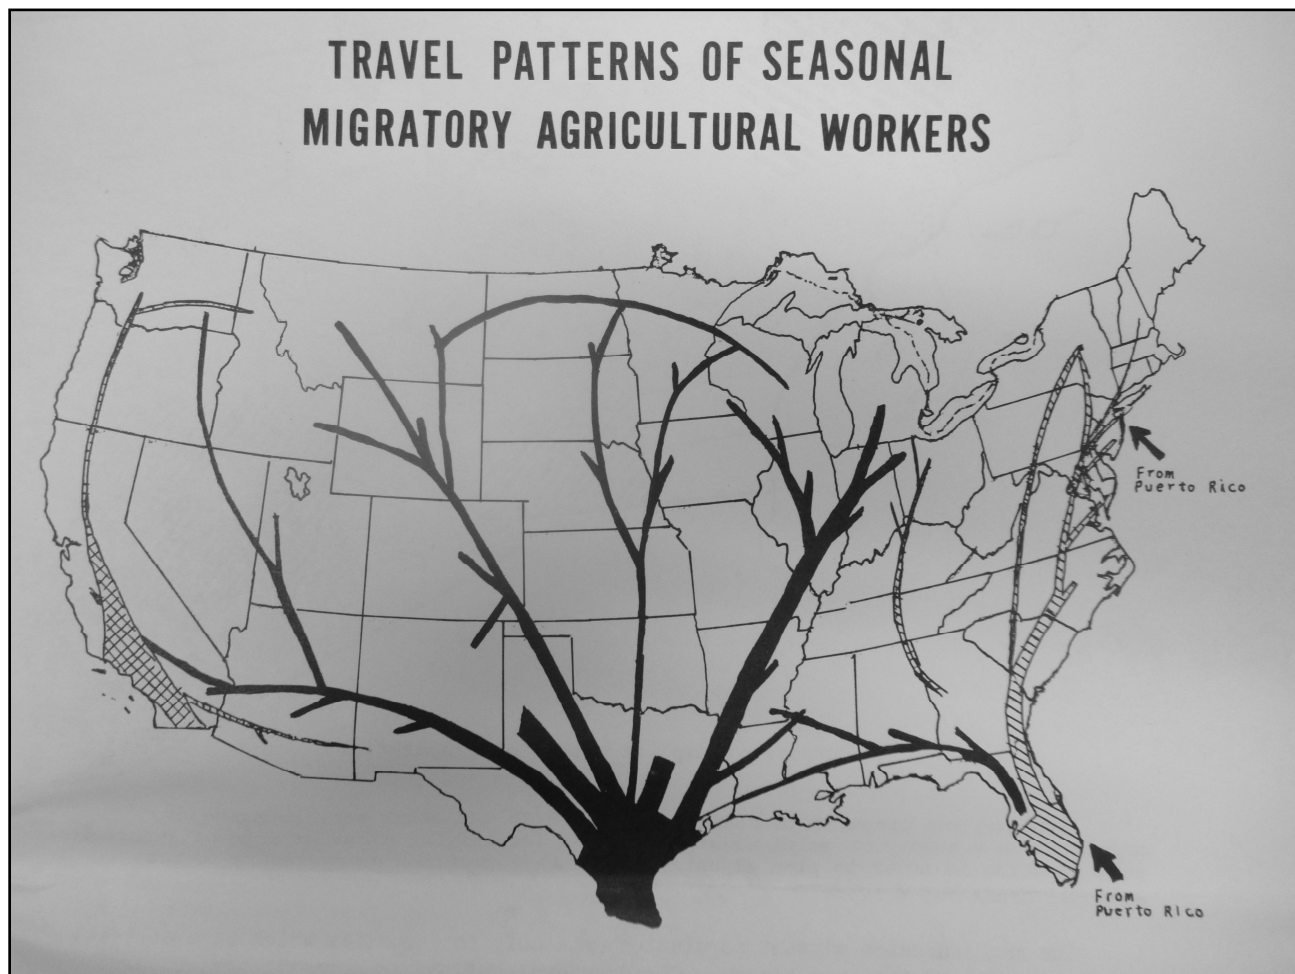 TRAVEL PATTERNS OF SEASONAL
MIGRATORY AGRICULTURAL WORKERS
From
Puerto Rico
From
Puerto Rico